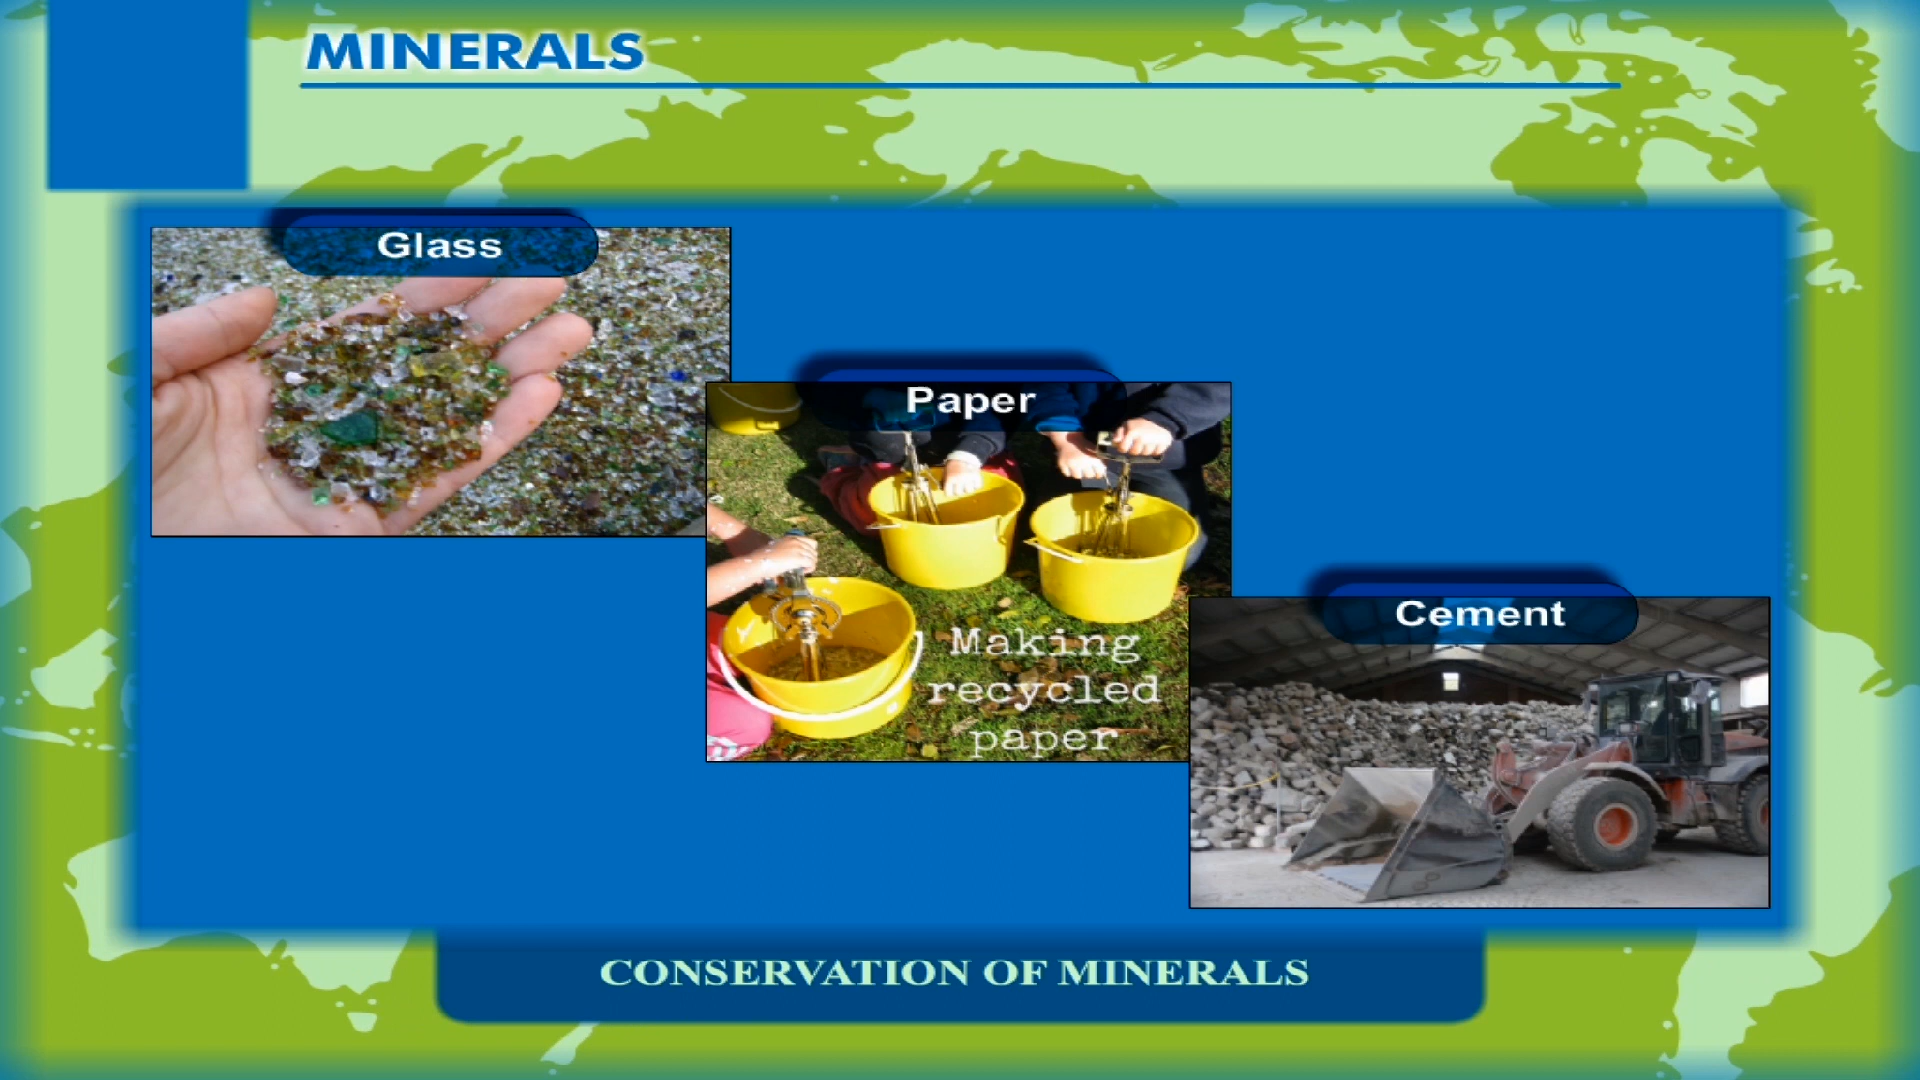 MINERALS
Glass
Paper
Making
recycled
paper
Cement
CONSERVATION OF MINERALS